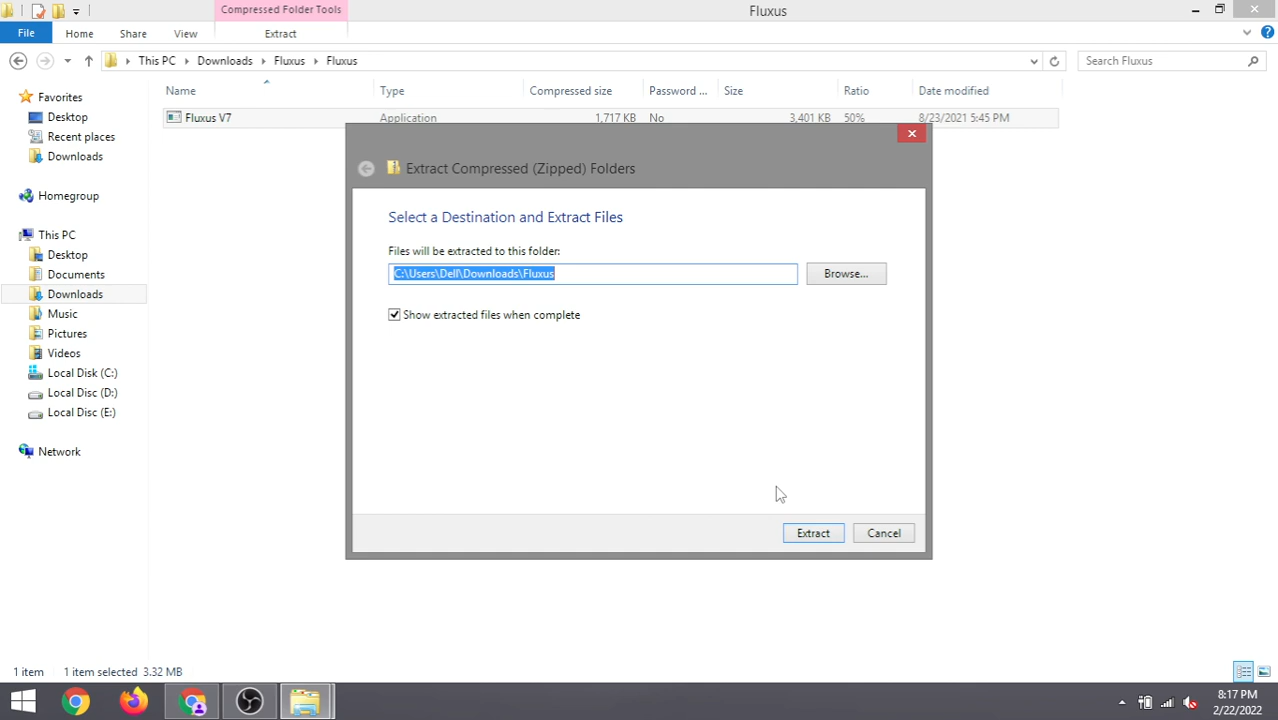 Compressed Folder Tools
Fluxus
File Home Share View Extract
This PC Downloads Fluxus Fluxus
Search Fluxus
Name Type Compressed size Password ... Size Ratio Date modified
Fluxus V7 Application 1,717 KB No 3,401 KB 50% 8/23/2021 5:45 PM
Favorites
Desktop
Recent places
Downloads
Homegroup
This PC
Desktop
Documents
Downloads
Music
Pictures
Videos
Local Disk (C:)
Local Disc (D:)
Local Disc (E:)
Network
Extract Compressed (Zipped) Folders
Select a Destination and Extract Files
Files will be extracted to this folder:
C:\Users\Dell\Downloads\Fluxus
Browse...
Show extracted files when complete
Extract Cancel
1 item 1 item selected 3.32 MB
8:17 PM
2/22/2022